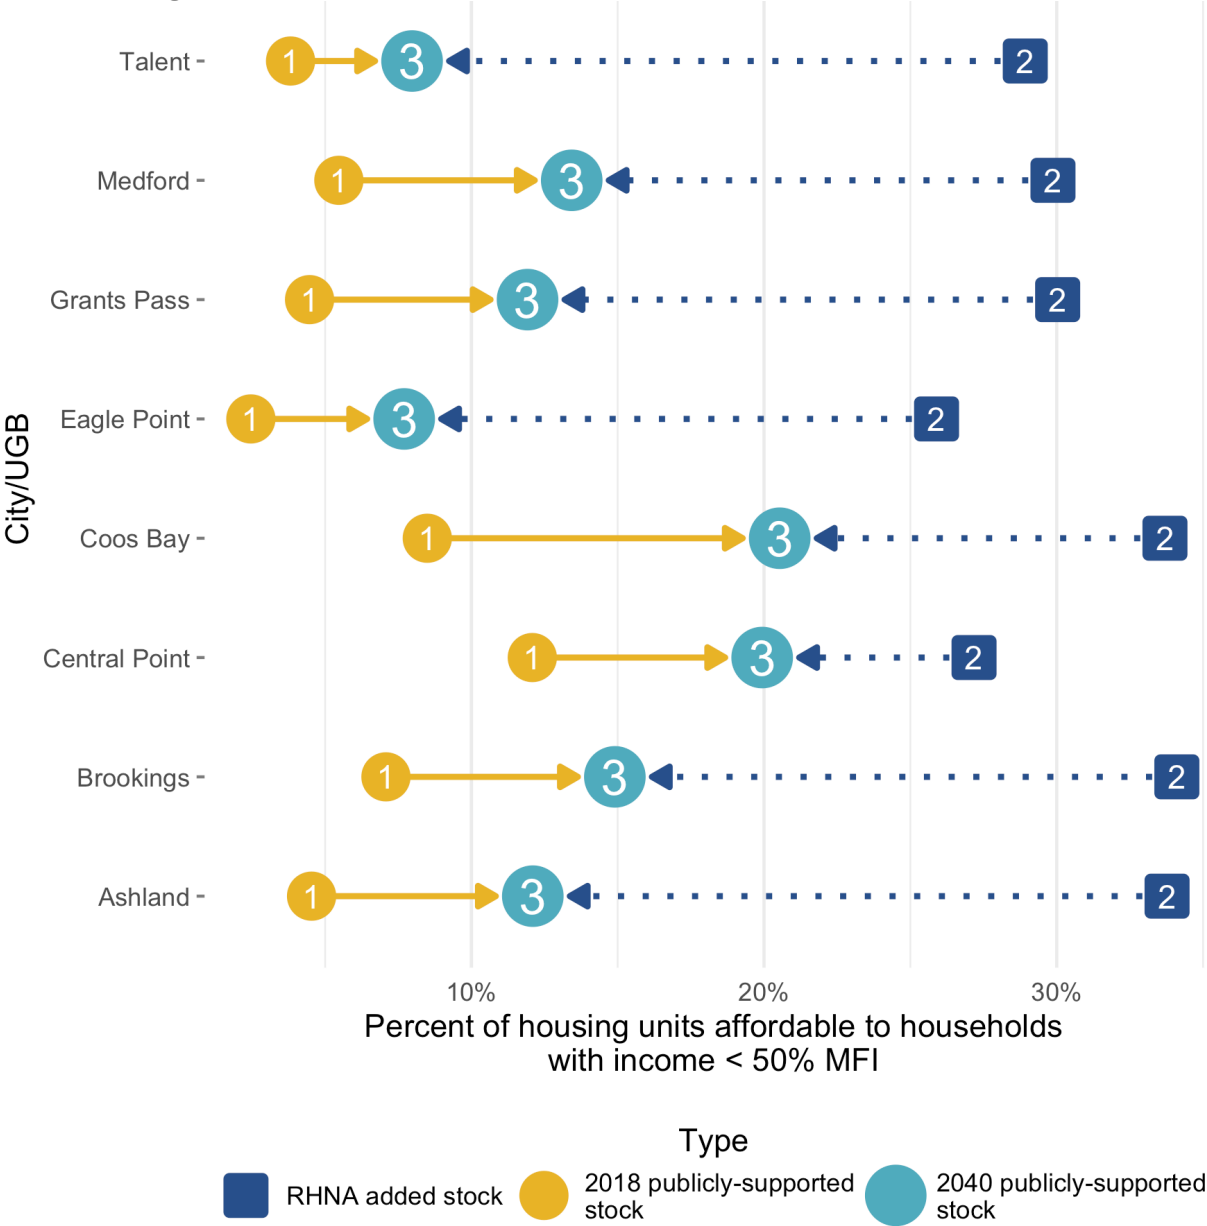 Talent
1
3
2
Medford
1
3
2
Grants Pass
1
3
2
Eagle Point
1
3
2
Coos Bay
1
3
2
Central Point
1
3
2
Brookings
1
3
2
Ashland
1
3
2
City/UGB
10% 20% 30%
Percent of housing units affordable to households
with income < 50% MFI
Type
RHNA added stock
2018 publicly-supported
stock
2040 publicly-supported
stock